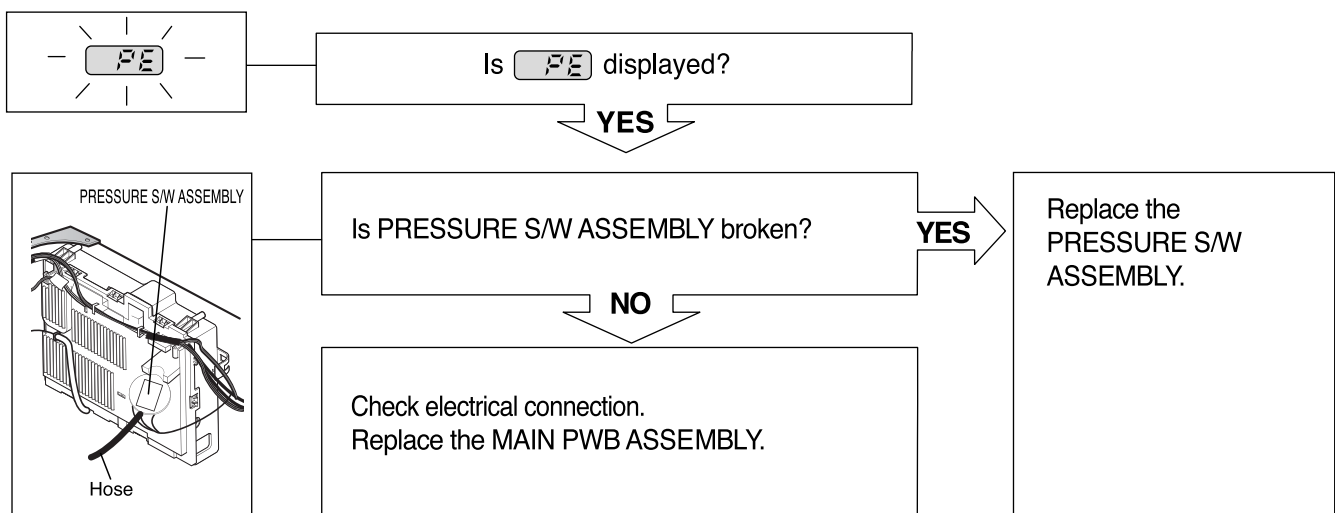 PE
Is PE displayed?
YES
PRESSURE S/W ASSEMBLY
Hose
Is PRESSURE S/W ASSEMBLY broken?
YES
Replace the
PRESSURE S/W
ASSEMBLY.
NO
Check electrical connection.
Replace the MAIN PWB ASSEMBLY.